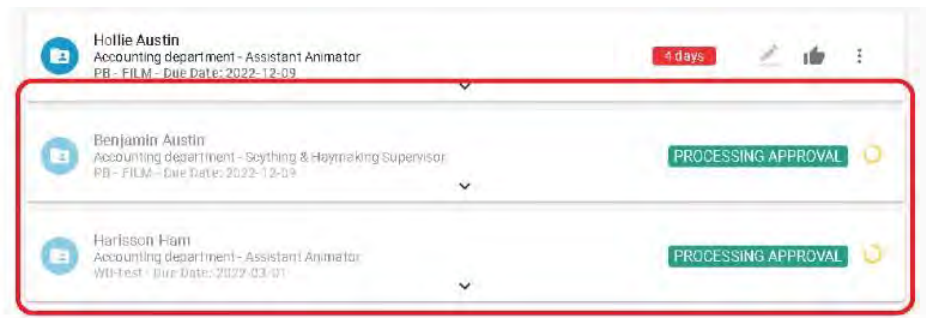 Hollie Austin
Accounting department - Assistant Animator
4 days
PB - FILM - Due Date: 2022-12-09
Benjamin Austin
Accounting department - Scything & Haymaking Supervisor
PROCESSING APPROVAL
PB - FILM - Due Date: 2022-12-09
Harisson Ham
Accounting department - Assistant Animator
PROCESSING APPROVAL
WB-Test - Due Date: 2022-03-01